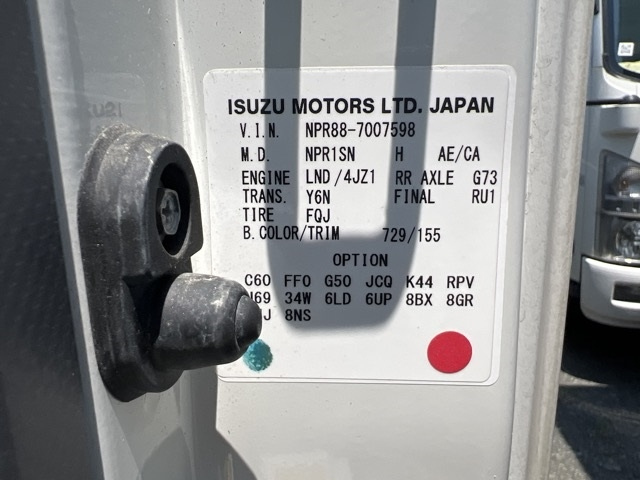 ISUZU MOTORS LTD. JAPAN
V.I.N. NPR88-7007598
M.D. NPR1SN H AE/CA
ENGINE LND/4JZ1 RR AXLE G73
TRANS. Y6N FINAL RU1
TIRE FQJ
B.COLOR/TRIM 729/155
OPTION
C60 FF0 G50 JCQ K44 RPV
34W 6LD 6UP 8BX 8GR
8NS